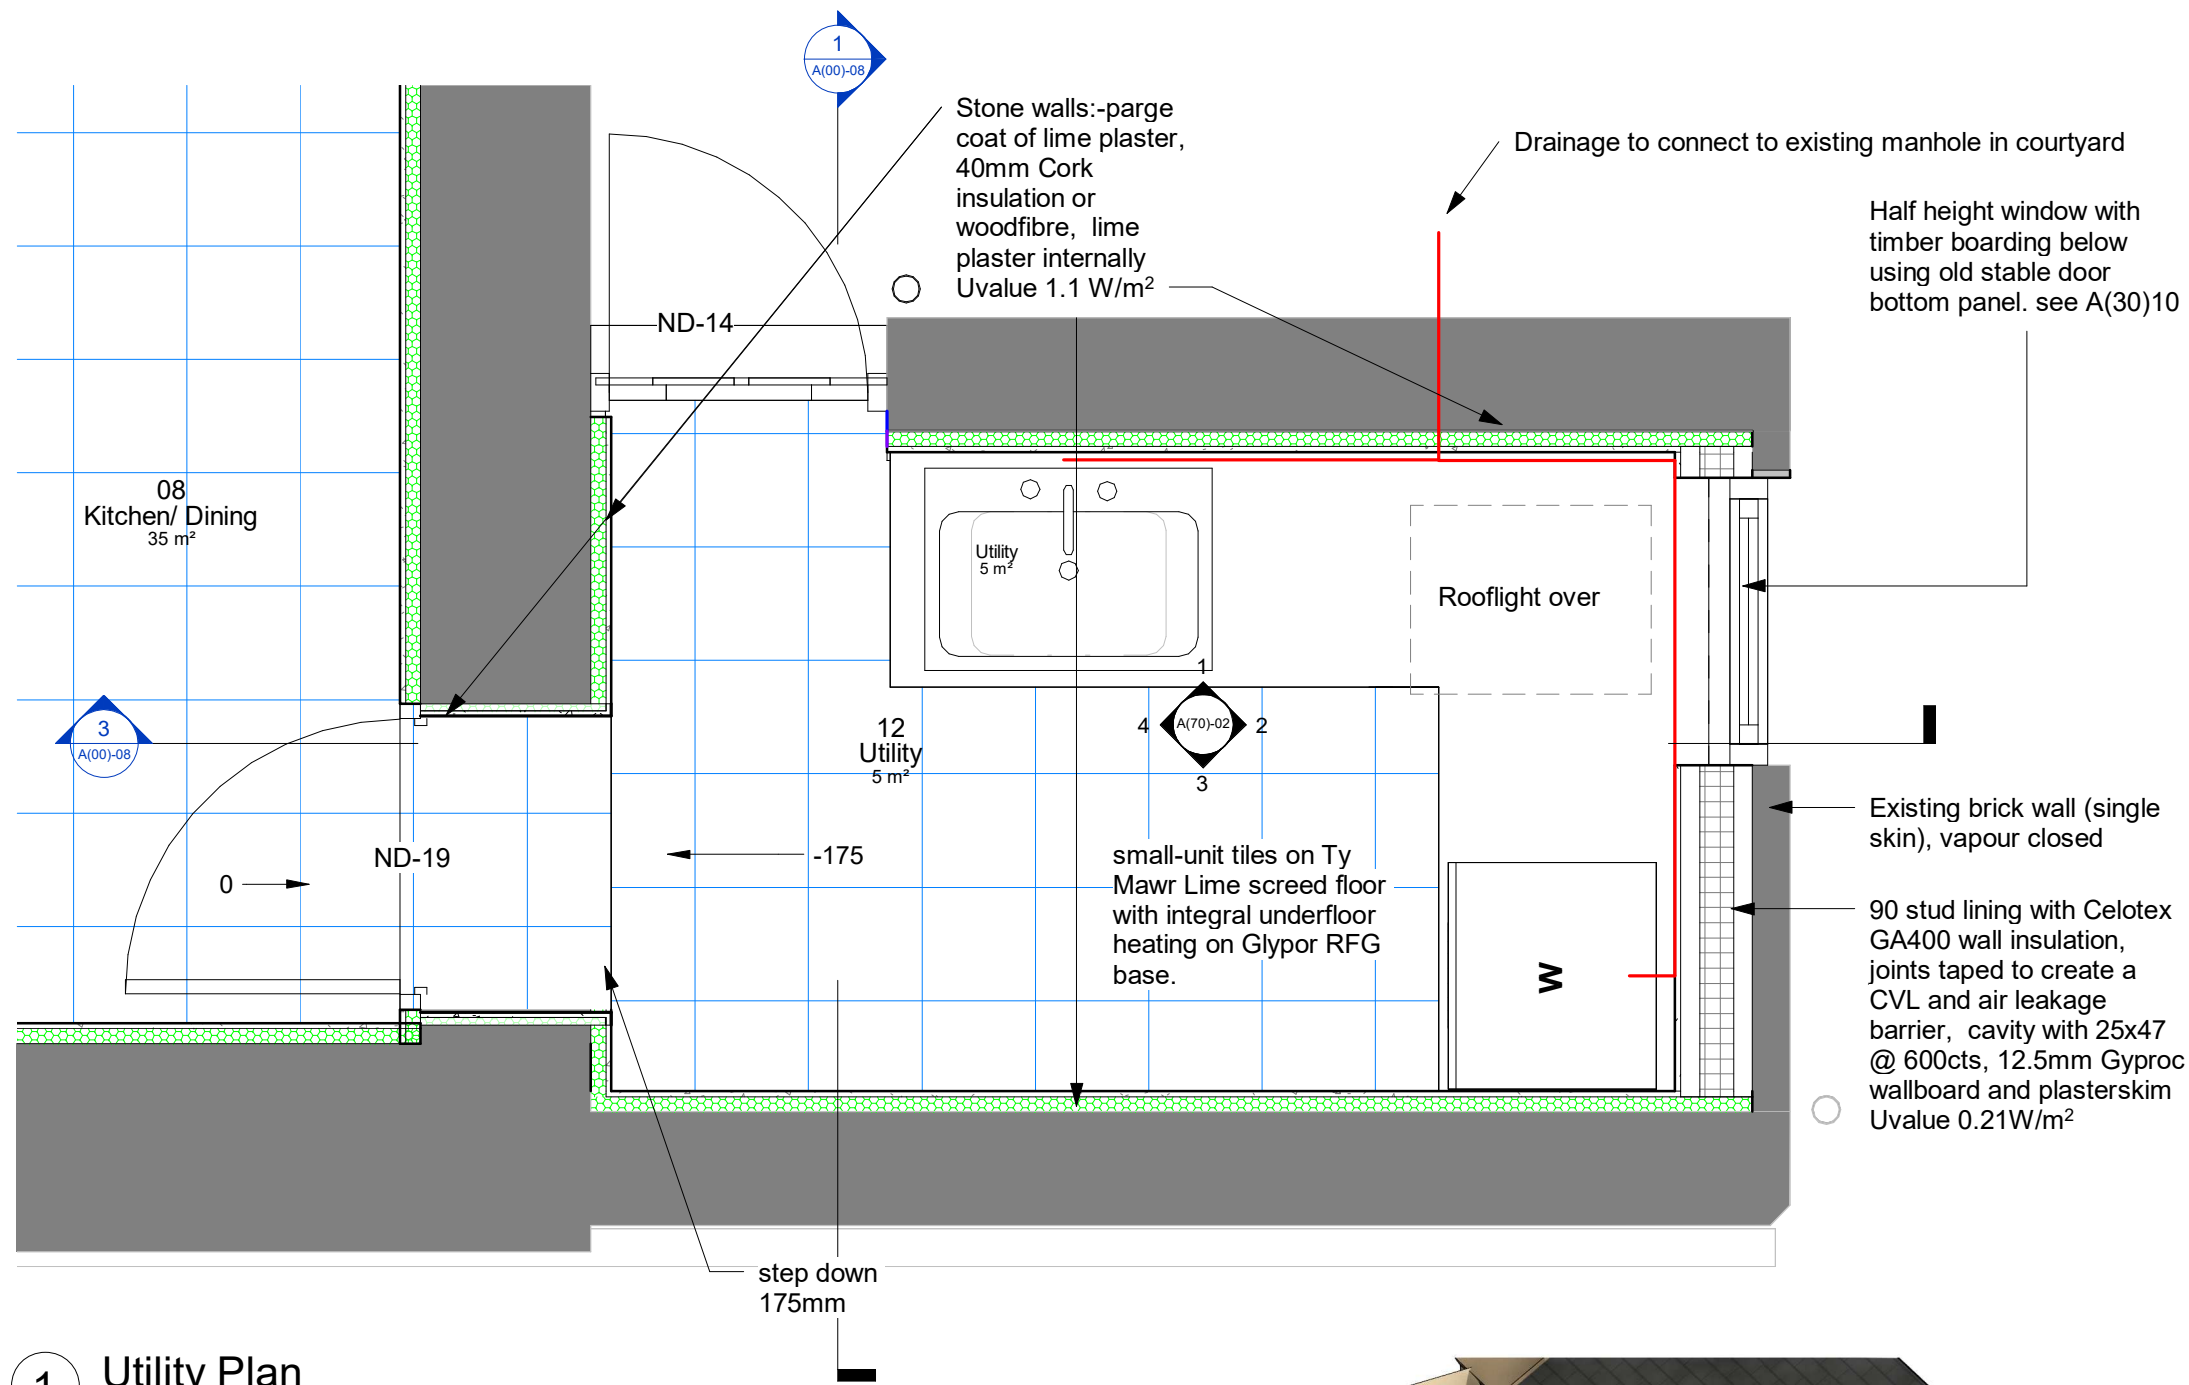 1
A(00)-08
Stone walls:-parge
coat of lime plaster,
40mm Cork
insulation or
woodfibre, lime
plaster internally
Uvalue 1.1 W/m²
Drainage to connect to existing manhole in courtyard
Half height window with
timber boarding below
using old stable door
bottom panel. see A(30)10
ND-14
08
Kitchen/ Dining
35 m²
Utility
5 m²
Rooflight over
3
A(00)-08
12
Utility
5 m²
1
4
A(70)-02
2
3
Existing brick wall (single
skin), vapour closed
ND-19
0
-175
small-unit tiles on Ty
Mawr Lime screed floor
with integral underfloor
heating on Glypor RFG
base.
W
90 stud lining with Celotex
GA400 wall insulation,
joints taped to create a
CVL and air leakage
barrier, cavity with 25x47
@ 600cts, 12.5mm Gyproc
wallboard and plasterskim
Uvalue 0.21W/m²
step down
175mm
1
Utility Plan